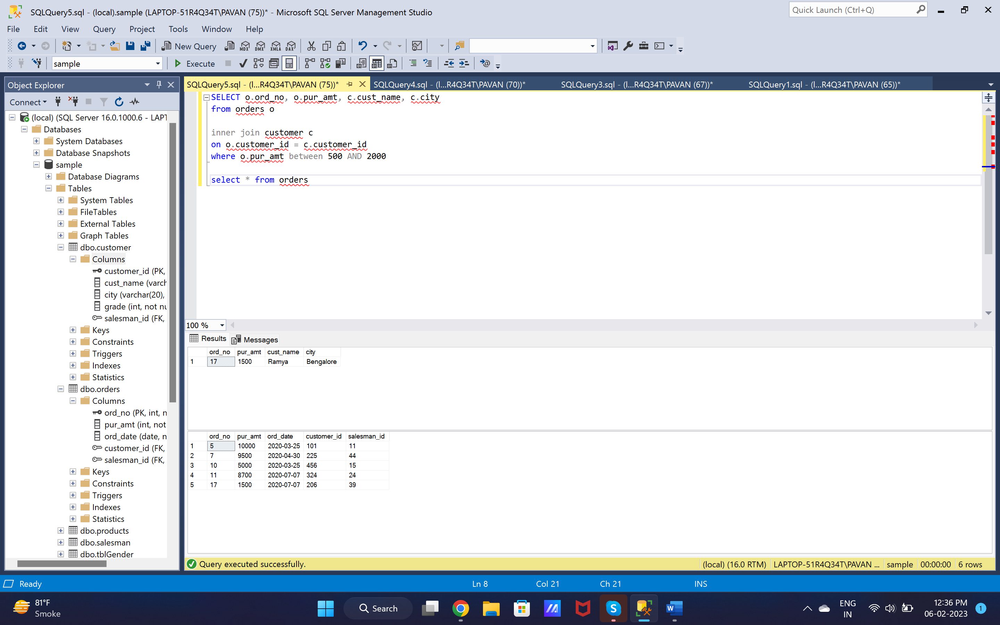 SQLQuery5.sql - (local).sample (LAPTOP-51R4Q34T\PAVAN (75))* - Microsoft SQL Server Management Studio
Quick Launch (Ctrl+Q)
File Edit View Query Project Tools Window Help
New Query MDX DMX XMLA DAX
sample Execute
Object Explorer
Connect
(local) (SQL Server 16.0.1000.6 - LAPT
Databases
System Databases
Database Snapshots
sample
Database Diagrams
Tables
System Tables
FileTables
External Tables
Graph Tables
dbo.customer
Columns
customer_id (PK,
cust_name (varch
city (varchar(20),
grade (int, not nu
salesman_id (FK,
Keys
Constraints
Triggers
Indexes
Statistics
dbo.orders
Columns
ord_no (PK, int, n
pur_amt (int, not
ord_date (date, n
customer_id (FK,
salesman_id (FK,
Keys
Constraints
Triggers
Indexes
Statistics
dbo.products
dbo.salesman
dbo.tblGender
SQLQuery5.sql - (l...R4Q34T\PAVAN (75))* SQLQuery4.sql - (l...R4Q34T\PAVAN (70))* SQLQuery3.sql - (l...R4Q34T\PAVAN (67))* SQLQuery1.sql - (l...R4Q34T\PAVAN (65))*
SELECT o.ord_no, o.pur_amt, c.cust_name, c.city
from orders o
inner join customer c
on o.customer_id = c.customer_id
where o.pur_amt between 500 AND 2000
select * from orders
100 %
Results Messages
ord_no pur_amt cust_name city
1 17 1500 Ramya Bengalore
ord_no pur_amt ord_date customer_id salesman_id
1 5 10000 2020-03-25 101 11
2 7 9500 2020-04-30 225 44
3 10 5000 2020-03-25 456 15
4 11 8700 2020-07-07 324 24
5 17 1500 2020-07-07 206 39
Query executed successfully. (local) (16.0 RTM) LAPTOP-51R4Q34T\PAVAN ... sample 00:00:00 6 rows
Ready Ln 8 Col 21 Ch 21 INS
81°F
Smoke
Search
ENG
IN
12:36 PM
06-02-2023
1